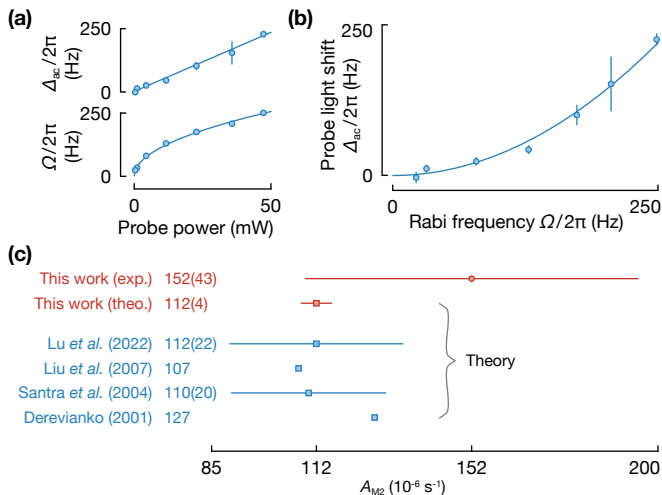 (a)
Δac/2π (Hz)
250
0
Ω/2π (Hz)
250
0
0
50
Probe power (mW)
(b)
Probe light shift
Δac/2π (Hz)
250
0
0
250
Rabi frequency Ω/2π (Hz)
(c)
This work (exp.) 152(43)
This work (theo.) 112(4)
Lu et al. (2022) 112(22)
Liu et al. (2007) 107
Santra et al. (2004) 110(20)
Derevianko (2001) 127
Theory
85 112 152 200
A_M2 (10⁻⁶ s⁻¹)